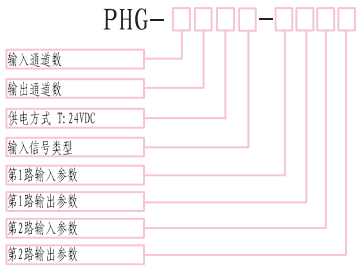 PHG-□□□□-□□□□
输入通道数
输出通道数
供电方式 T:24VDC
输入信号类型
第1路输入参数
第1路输出参数
第2路输入参数
第2路输出参数